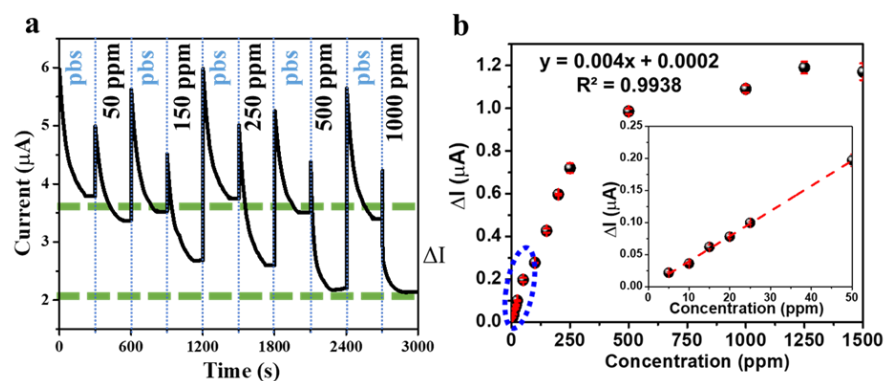 a
pbs
50 ppm
pbs
150 ppm
pbs
250 ppm
pbs
500 ppm
pbs
1000 ppm
6
5
4
3
2
Current (μA)
0
600
1200
1800
2400
3000
Time (s)
ΔI
b
y = 0.004x + 0.0002
R² = 0.9938
1.2
1.0
0.8
0.6
0.4
0.2
0.0
ΔI (μA)
0
250
500
750
1000
1250
1500
Concentration (ppm)
0.25
0.20
0.15
0.10
0.05
0.00
ΔI (μA)
0
10
20
30
40
50
Concentration (ppm)